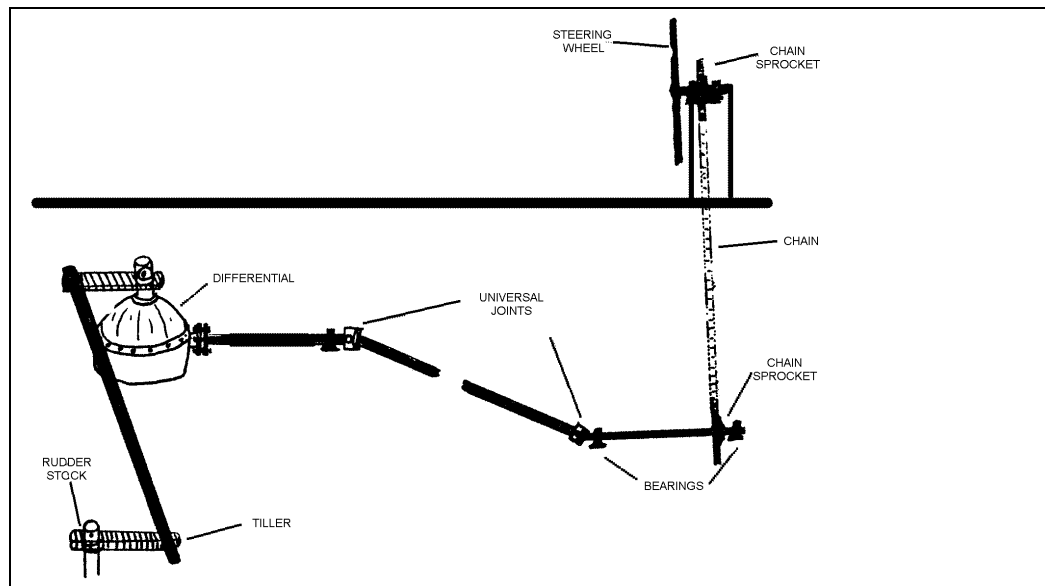 STEERING
WHEEL
CHAIN
SPROCKET
CHAIN
DIFFERENTIAL
UNIVERSAL
JOINTS
CHAIN
SPROCKET
RUDDER
STOCK
BEARINGS
TILLER